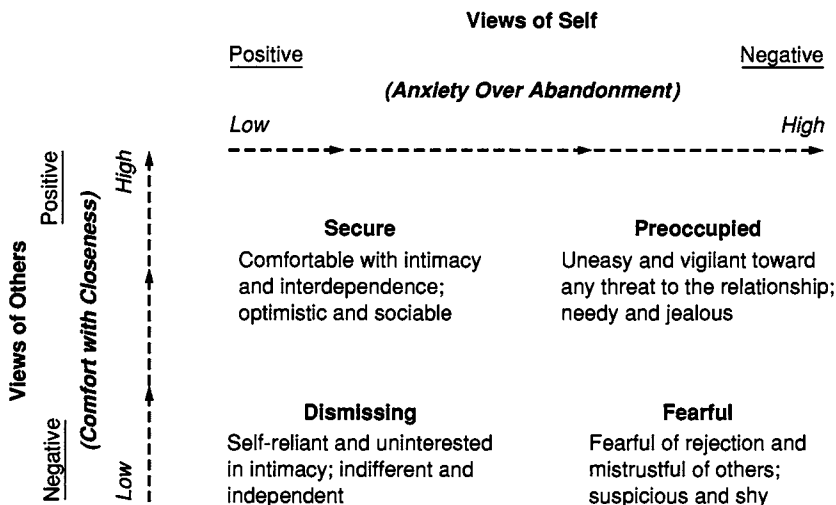 Views of Self
Positive
Negative
(Anxiety Over Abandonment)
Low
High
Views of Others
Positive
Negative
(Comfort with Closeness)
High
Low
Secure
Comfortable with intimacy
and interdependence;
optimistic and sociable
Preoccupied
Uneasy and vigilant toward
any threat to the relationship;
needy and jealous
Dismissing
Self-reliant and uninterested
in intimacy; indifferent and
independent
Fearful
Fearful of rejection and
mistrustful of others;
suspicious and shy